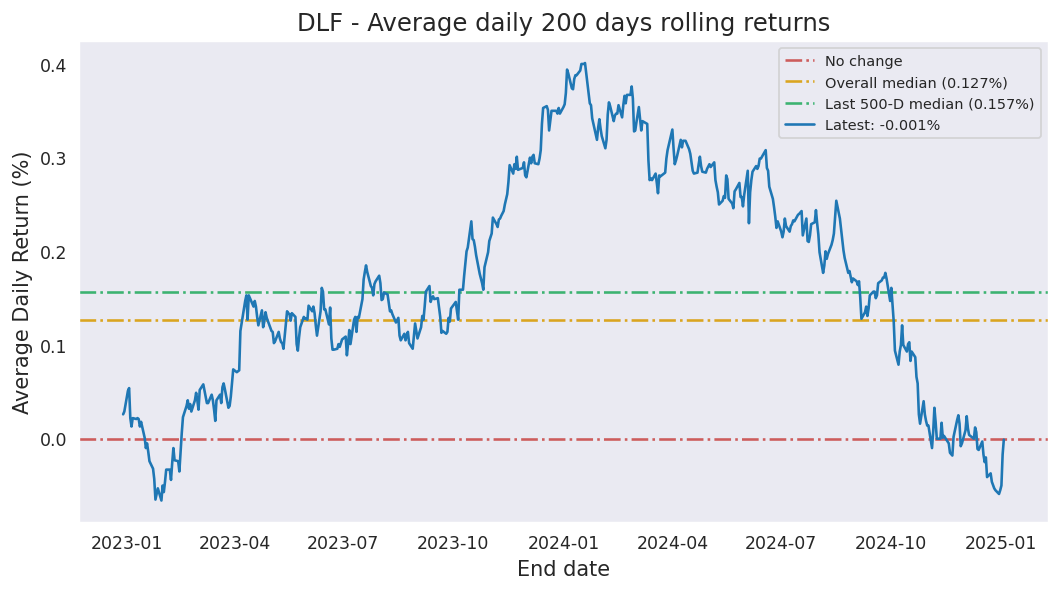 DLF - Average daily 200 days rolling returns
No change
Overall median (0.127%)
Last 500-D median (0.157%)
Latest: -0.001%
Average Daily Return (%)
0.4
0.3
0.2
0.1
0.0
2023-01 2023-04 2023-07 2023-10 2024-01 2024-04 2024-07 2024-10 2025-01
End date